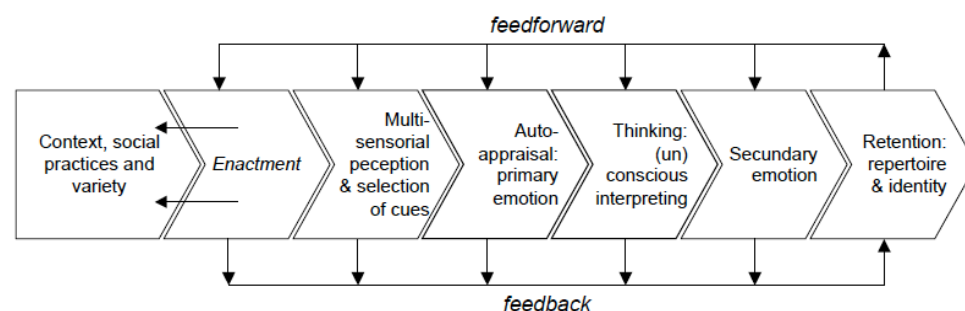 feedforward
Context, social
practices and
variety
Enactment
Multi-
sensorial
peception
& selection
of cues
Auto-
appraisal:
primary
emotion
Thinking:
(un)
conscious
interpreting
Secundary
emotion
Retention:
repertoire
& identity
feedback